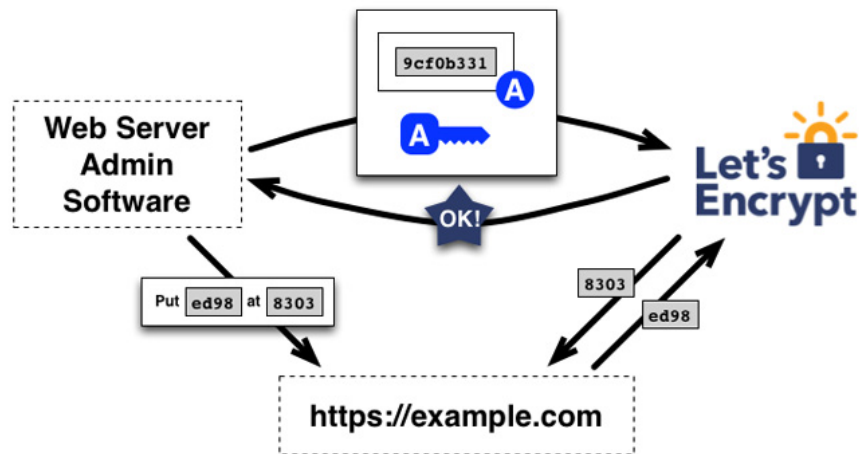 9cf0b331
A
A
Web Server
Admin
Software
Let's
Encrypt
OK!
Put ed98 at 8303
8303
ed98
https://example.com